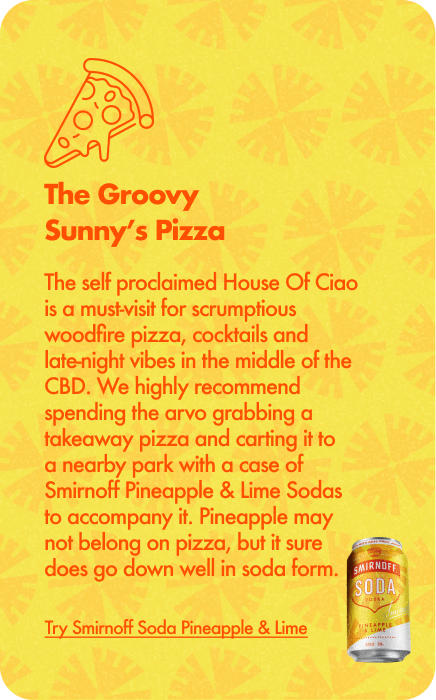 The Groovy
Sunny's Pizza
The self proclaimed House Of Ciao
is a must-visit for scrumptious
woodfire pizza, cocktails and
late-night vibes in the middle of the
CBD. We highly recommend
spending the arvo grabbing a
takeaway pizza and carting it to
a nearby park with a case of
Smirnoff Pineapple & Lime Sodas
to accompany it. Pineapple may
not belong on pizza, but it sure
does go down well in soda form.
SMIRNOFF
SODA
VODKA
PINEAPPLE
& LIME
Try Smirnoff Soda Pineapple & Lime